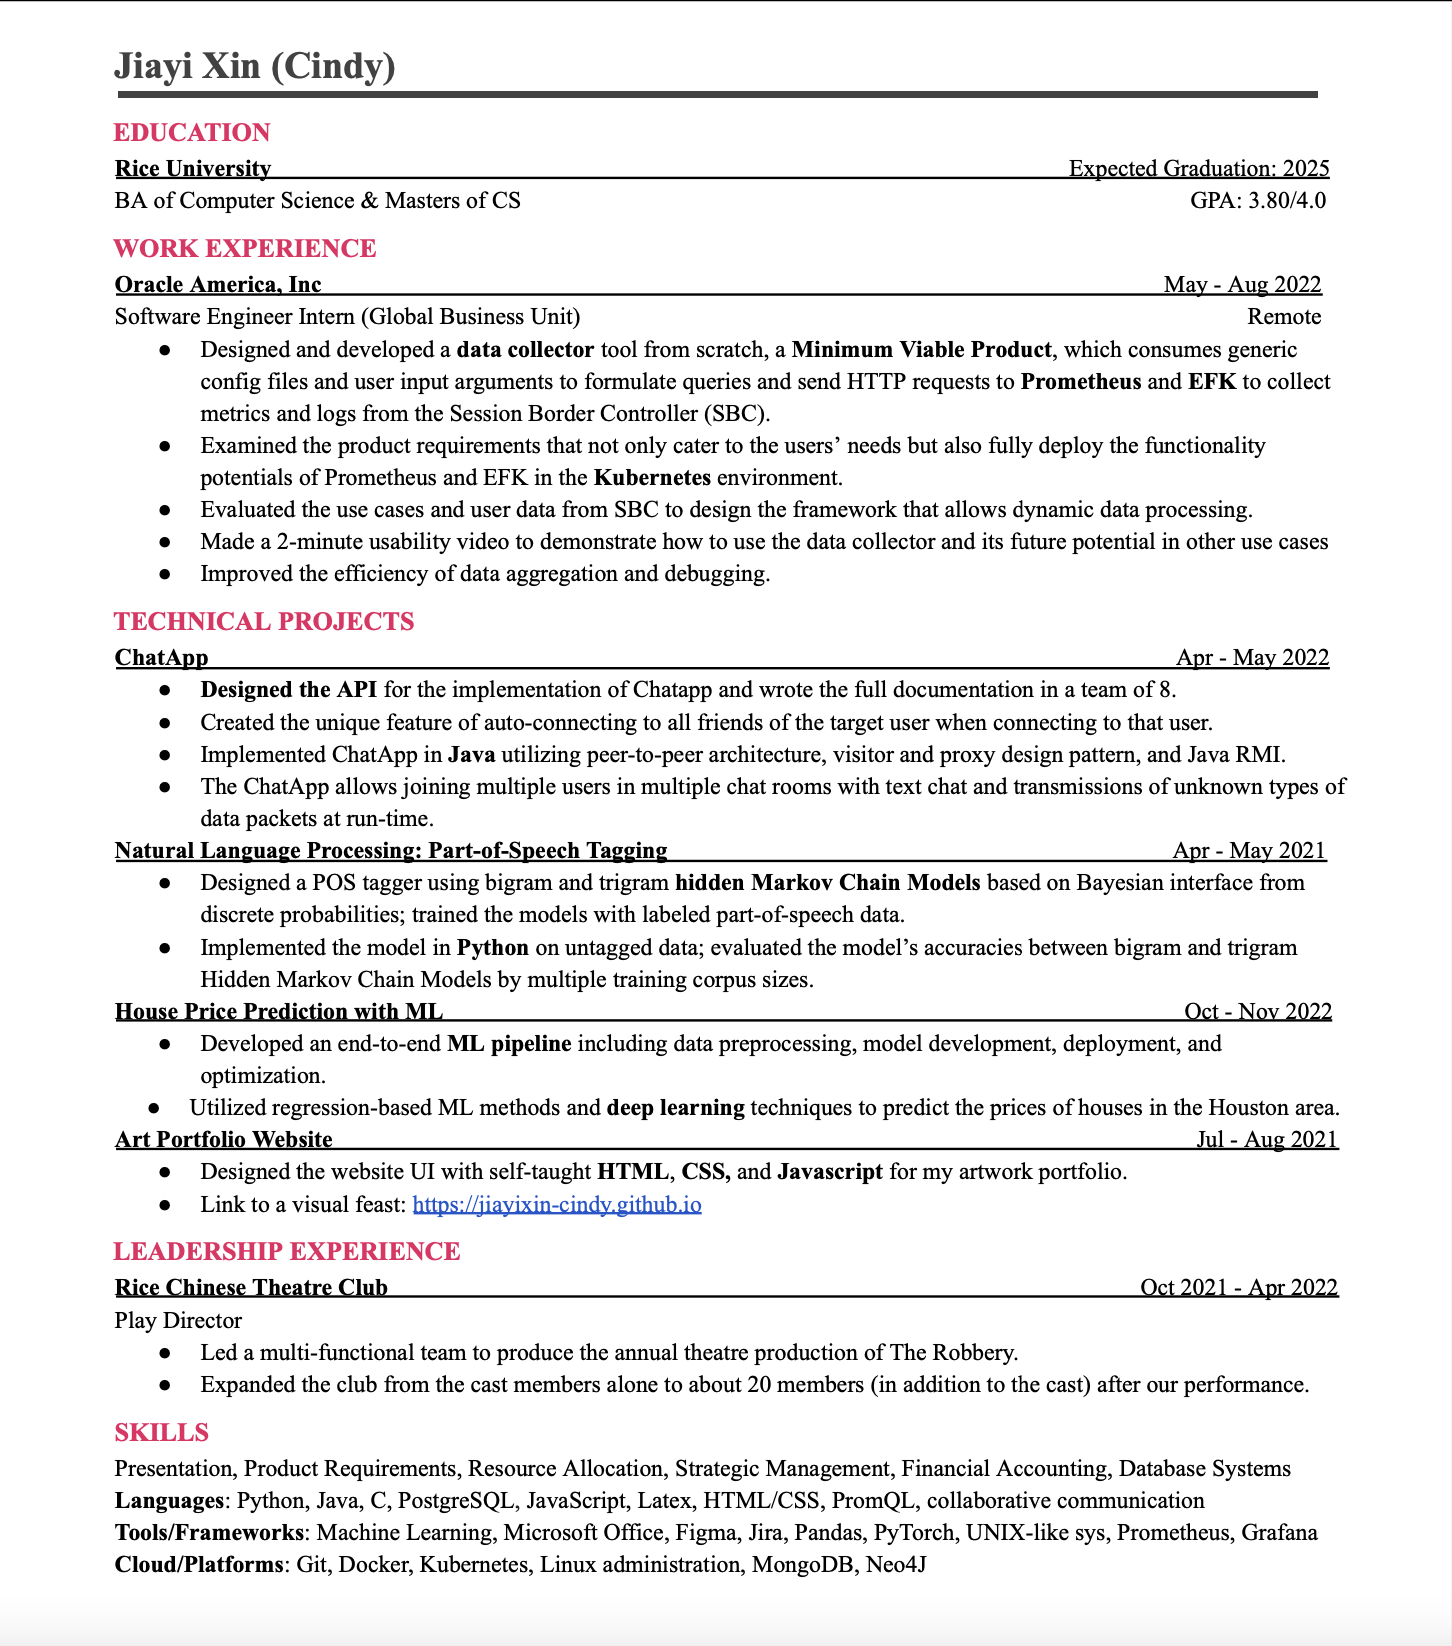 Jiayi Xin (Cindy)
EDUCATION
Rice University Expected Graduation: 2025
BA of Computer Science & Masters of CS GPA: 3.80/4.0
WORK EXPERIENCE
Oracle America, Inc May - Aug 2022
Software Engineer Intern (Global Business Unit) Remote
● Designed and developed a data collector tool from scratch, a Minimum Viable Product, which consumes generic
config files and user input arguments to formulate queries and send HTTP requests to Prometheus and EFK to collect
metrics and logs from the Session Border Controller (SBC).
● Examined the product requirements that not only cater to the users’ needs but also fully deploy the functionality
potentials of Prometheus and EFK in the Kubernetes environment.
● Evaluated the use cases and user data from SBC to design the framework that allows dynamic data processing.
● Made a 2-minute usability video to demonstrate how to use the data collector and its future potential in other use cases
● Improved the efficiency of data aggregation and debugging.
TECHNICAL PROJECTS
ChatApp Apr - May 2022
● Designed the API for the implementation of Chatapp and wrote the full documentation in a team of 8.
● Created the unique feature of auto-connecting to all friends of the target user when connecting to that user.
● Implemented ChatApp in Java utilizing peer-to-peer architecture, visitor and proxy design pattern, and Java RMI.
● The ChatApp allows joining multiple users in multiple chat rooms with text chat and transmissions of unknown types of
data packets at run-time.
Natural Language Processing: Part-of-Speech Tagging Apr - May 2021
● Designed a POS tagger using bigram and trigram hidden Markov Chain Models based on Bayesian interface from
discrete probabilities; trained the models with labeled part-of-speech data.
● Implemented the model in Python on untagged data; evaluated the model’s accuracies between bigram and trigram
Hidden Markov Chain Models by multiple training corpus sizes.
House Price Prediction with ML Oct - Nov 2022
● Developed an end-to-end ML pipeline including data preprocessing, model development, deployment, and
optimization.
● Utilized regression-based ML methods and deep learning techniques to predict the prices of houses in the Houston area.
Art Portfolio Website Jul - Aug 2021
● Designed the website UI with self-taught HTML, CSS, and Javascript for my artwork portfolio.
● Link to a visual feast: https://jiayixin-cindy.github.io
LEADERSHIP EXPERIENCE
Rice Chinese Theatre Club Oct 2021 - Apr 2022
Play Director
● Led a multi-functional team to produce the annual theatre production of The Robbery.
● Expanded the club from the cast members alone to about 20 members (in addition to the cast) after our performance.
SKILLS
Presentation, Product Requirements, Resource Allocation, Strategic Management, Financial Accounting, Database Systems
Languages: Python, Java, C, PostgreSQL, JavaScript, Latex, HTML/CSS, PromQL, collaborative communication
Tools/Frameworks: Machine Learning, Microsoft Office, Figma, Jira, Pandas, PyTorch, UNIX-like sys, Prometheus, Grafana
Cloud/Platforms: Git, Docker, Kubernetes, Linux administration, MongoDB, Neo4J